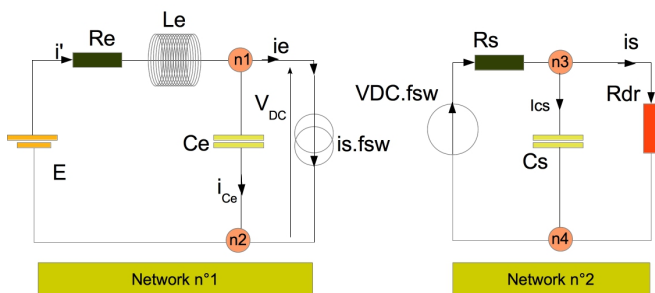 i'
Re
Le
n1
ie
VDC
Ce
is.fsw
E
iCe
n2
Network n°1
Rs
n3
is
VDC.fsw
Ics
Rdr
Cs
n4
Network n°2